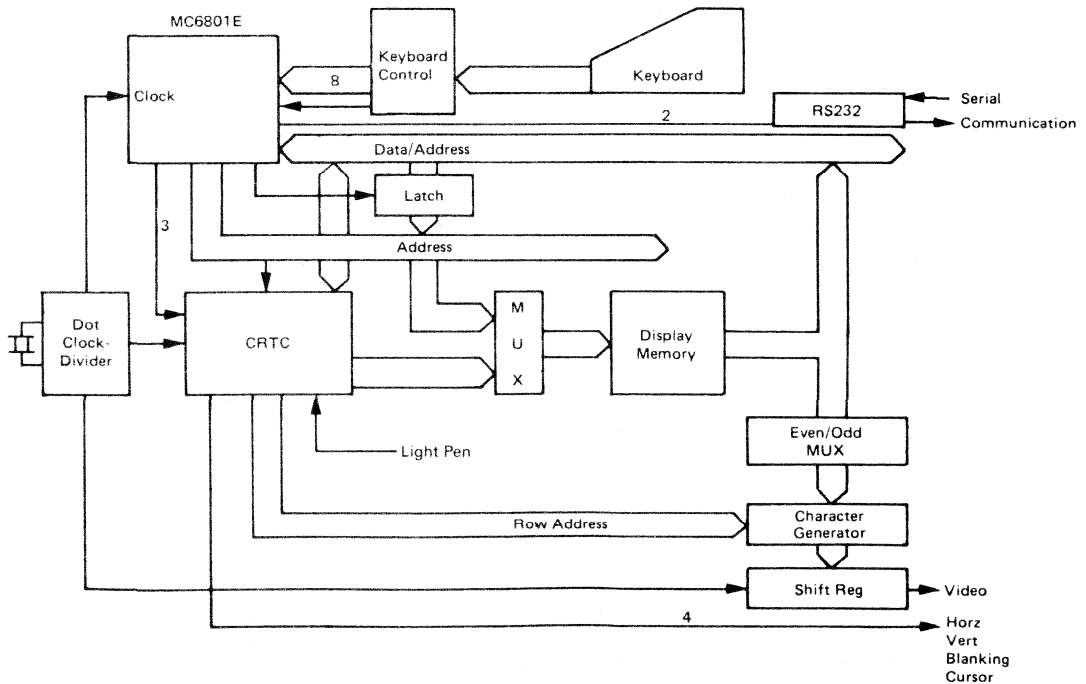 MC6801E
Keyboard
Control
Keyboard
8
Clock
2
RS232
Serial
Communication
Data/Address
Latch
3
Address
Dot
Clock-
Divider
CRTC
M
U
X
Display
Memory
Even/Odd
MUX
Light Pen
Row Address
Character
Generator
Shift Reg
Video
4
Horz
Vert
Blanking
Cursor